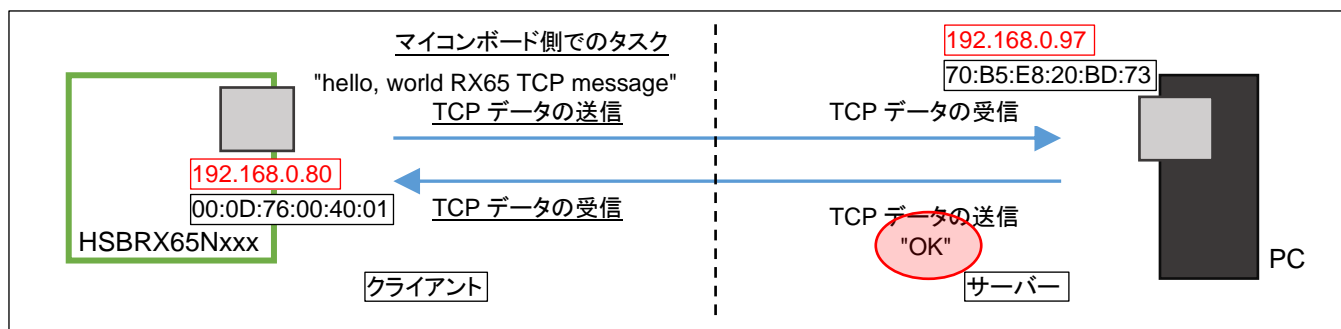 マイコンボード側でのタスク
"hello, world RX65 TCP message"
TCP データの送信
192.168.0.80
00:0D:76:00:40:01
TCP データの受信
HSBRX65Nxxx
クライアント
192.168.0.97
70:B5:E8:20:BD:73
TCP データの受信
TCP データの送信
"OK"
PC
サーバー